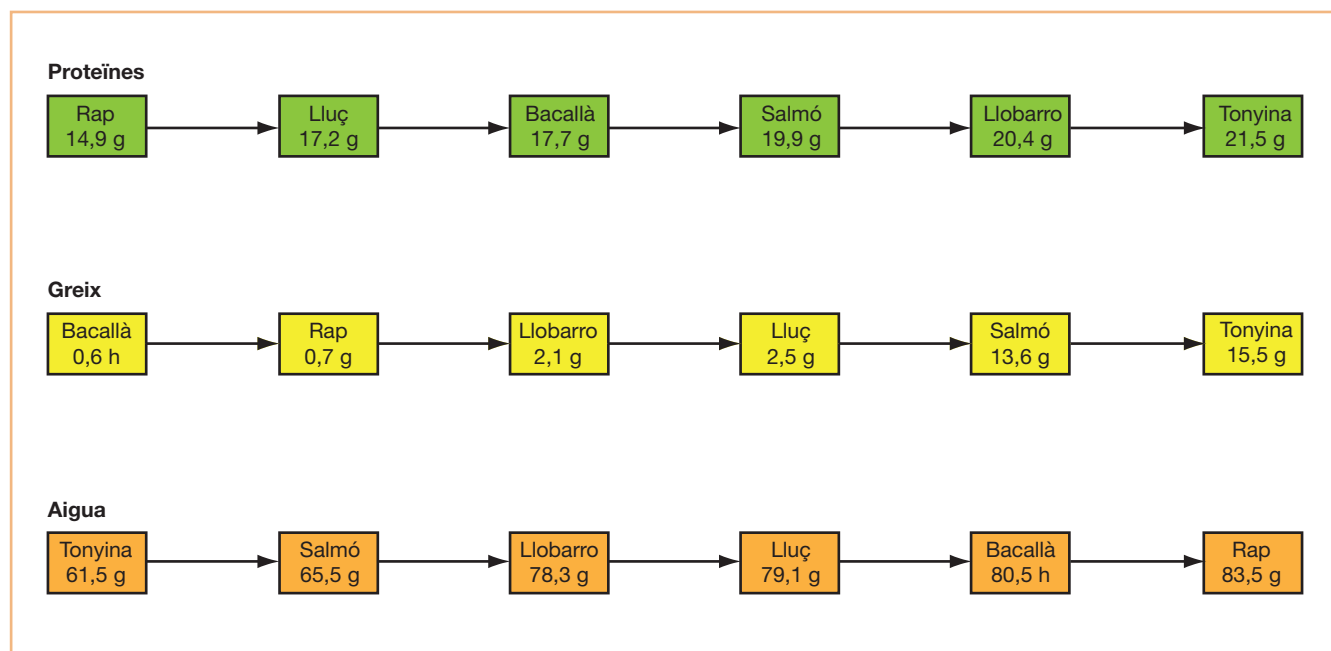 Proteïnes
Rap
14,9 g
Lluç
17,2 g
Bacallà
17,7 g
Salmó
19,9 g
Llobarro
20,4 g
Tonyina
21,5 g
Greix
Bacallà
0,6 h
Rap
0,7 g
Llobarro
2,1 g
Lluç
2,5 g
Salmó
13,6 g
Tonyina
15,5 g
Aigua
Tonyina
61,5 g
Salmó
65,5 g
Llobarro
78,3 g
Lluç
79,1 g
Bacallà
80,5 h
Rap
83,5 g